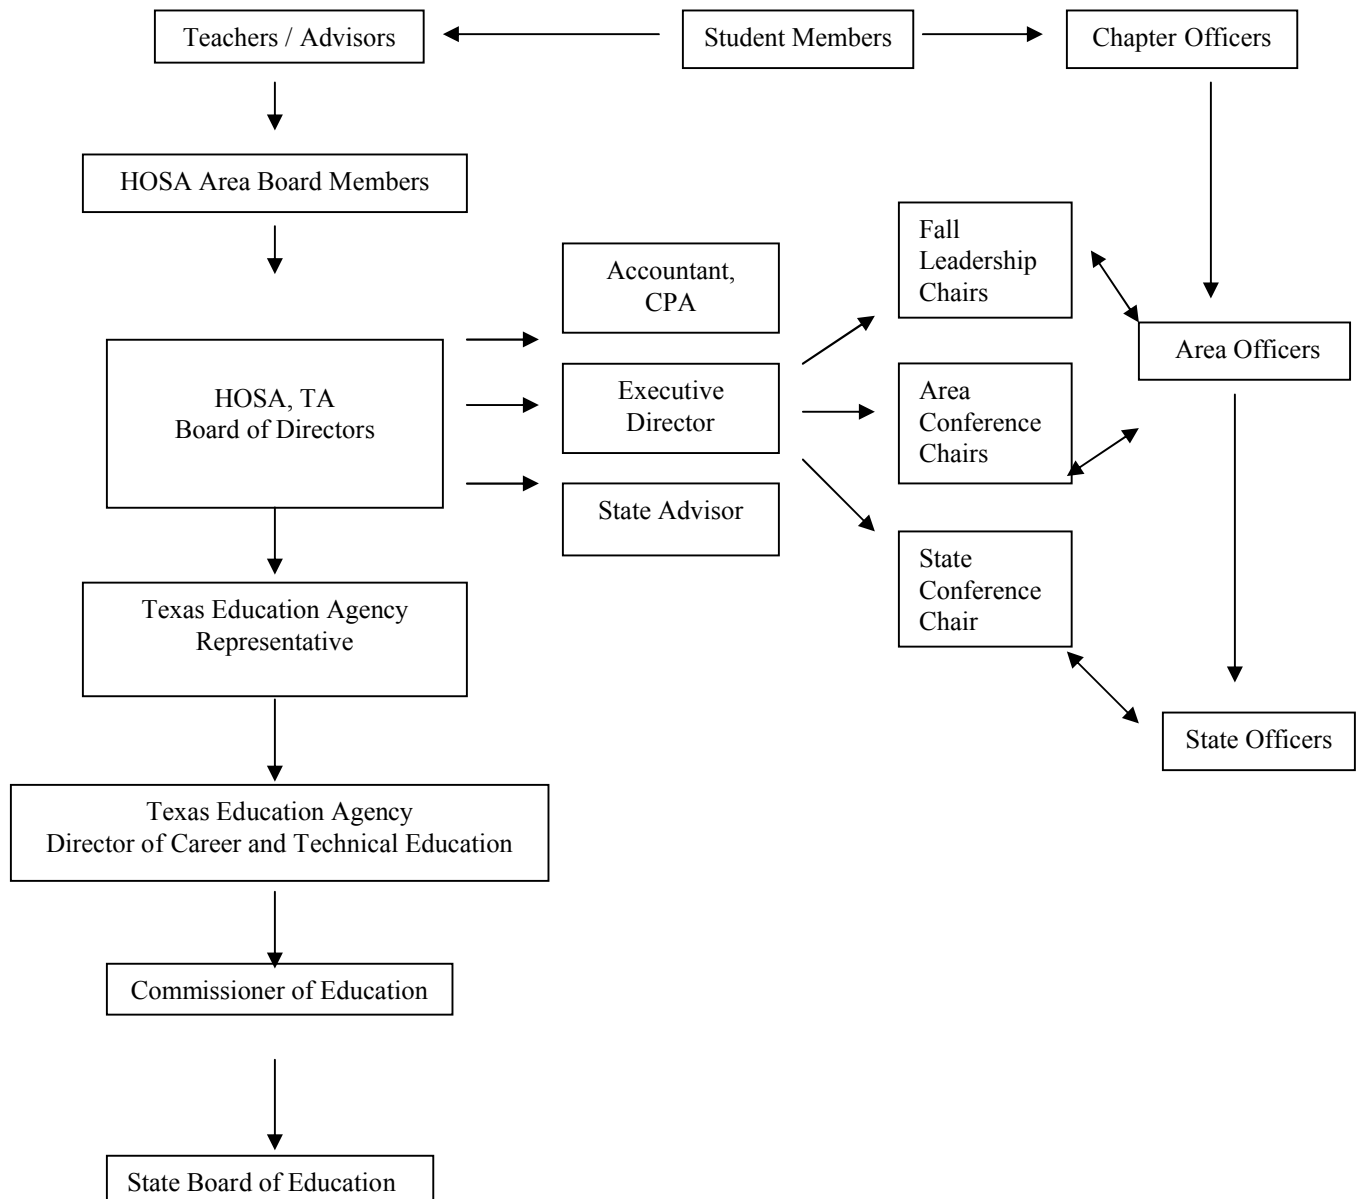 Teachers / Advisors
Student Members
Chapter Officers
HOSA Area Board Members
Accountant,
CPA
Fall
Leadership
Chairs
Area Officers
HOSA, TA
Board of Directors
Executive
Director
Area
Conference
Chairs
State Advisor
State
Conference
Chair
Texas Education Agency
Representative
State Officers
Texas Education Agency
Director of Career and Technical Education
Commissioner of Education
State Board of Education